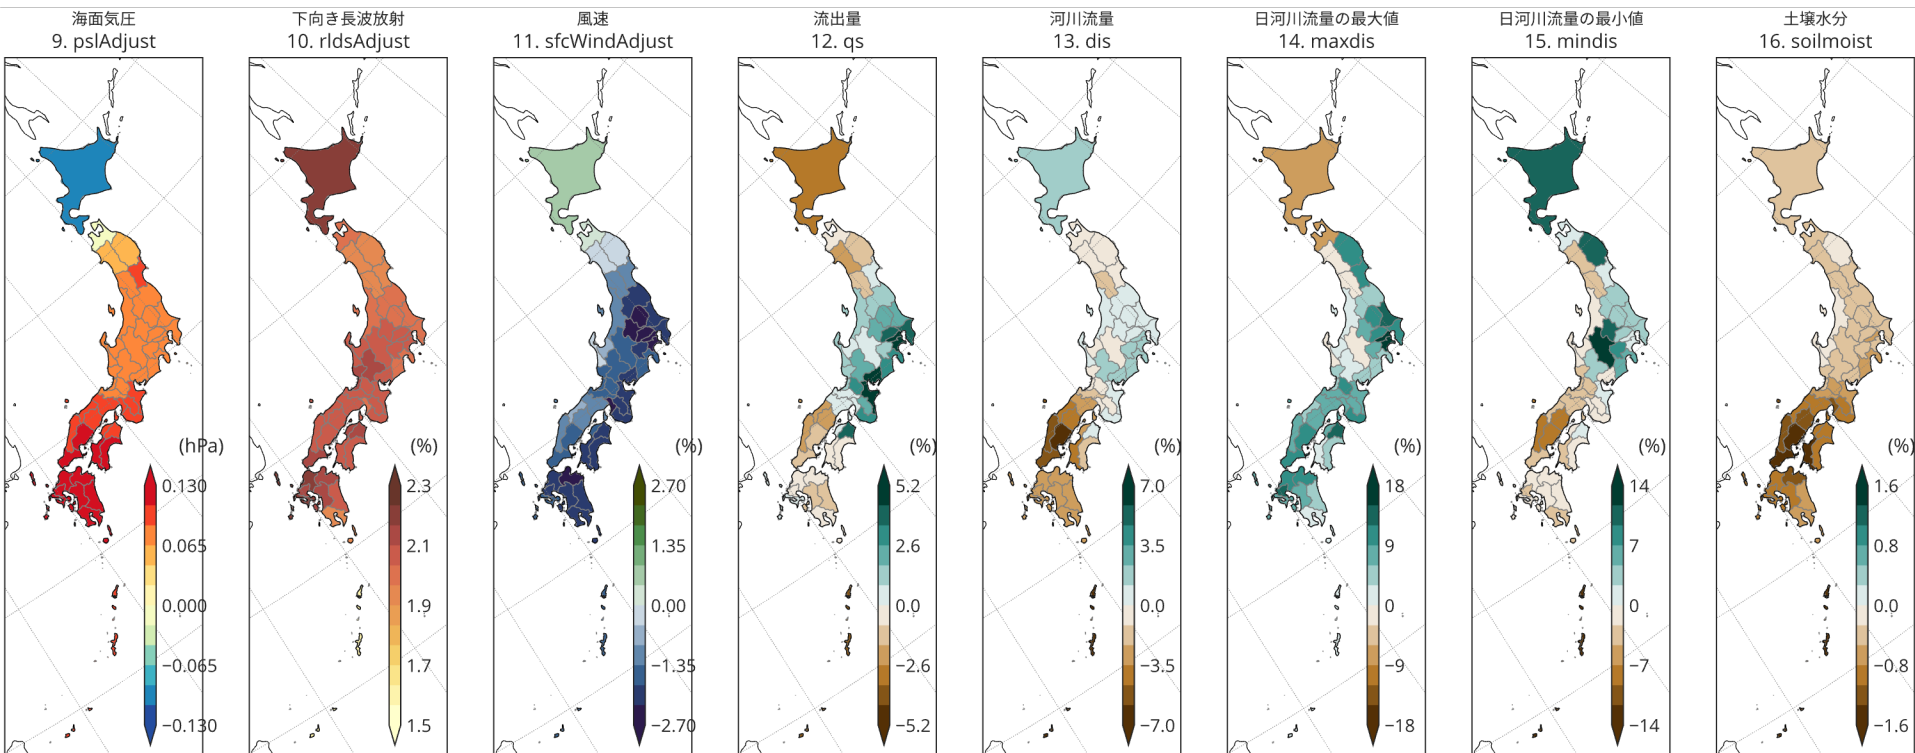 海面気圧
9. pslAdjust
下向き長波放射
10. rldsAdjust
風速
11. sfcWindAdjust
流出量
12. qs
河川流量
13. dis
日河川流量の最大値
14. maxdis
日河川流量の最小値
15. mindis
土壌水分
16. soilmoist
(hPa)
0.130
0.065
0.000
−0.065
−0.130
(%)
2.3
2.1
1.9
1.7
1.5
(%)
2.70
1.35
0.00
−1.35
−2.70
(%)
5.2
2.6
0.0
−2.6
−5.2
(%)
7.0
3.5
0.0
−3.5
−7.0
(%)
18
9
0
−9
−18
(%)
14
7
0
−7
−14
(%)
1.6
0.8
0.0
−0.8
−1.6